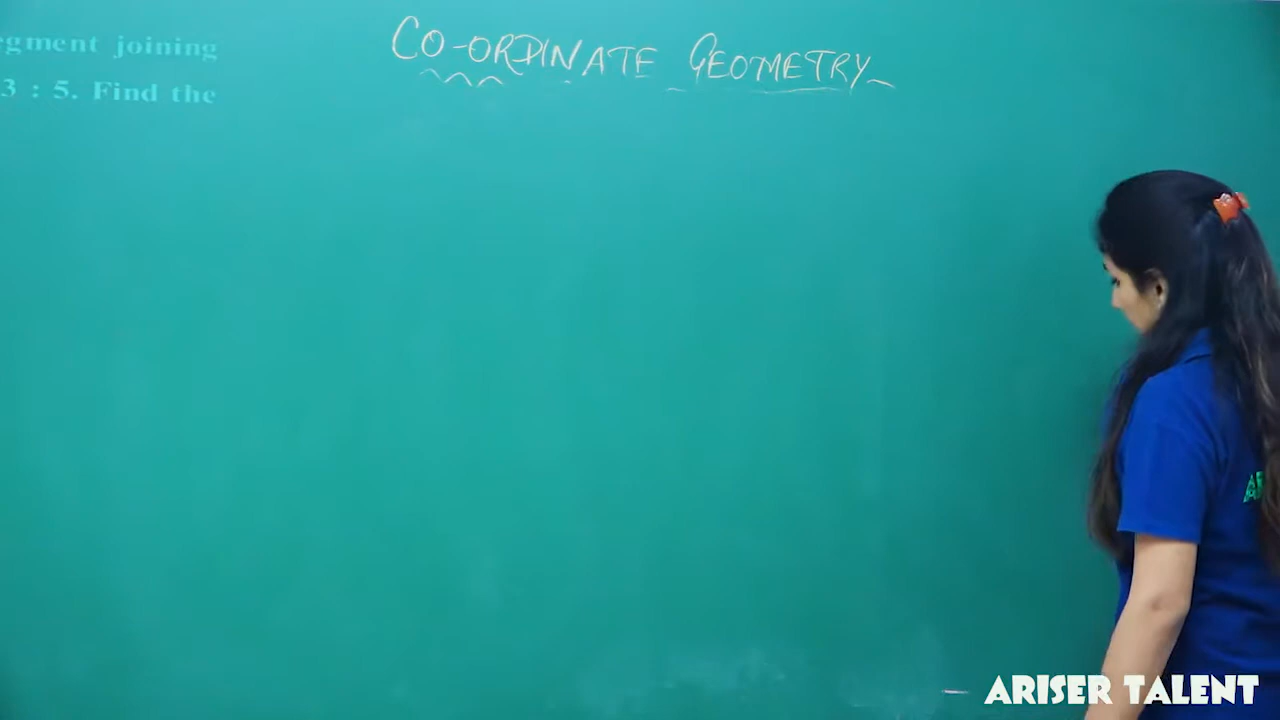 CO-ORDINATE GEOMETRY
egment joining
3 : 5. Find the
ARISER TALENT